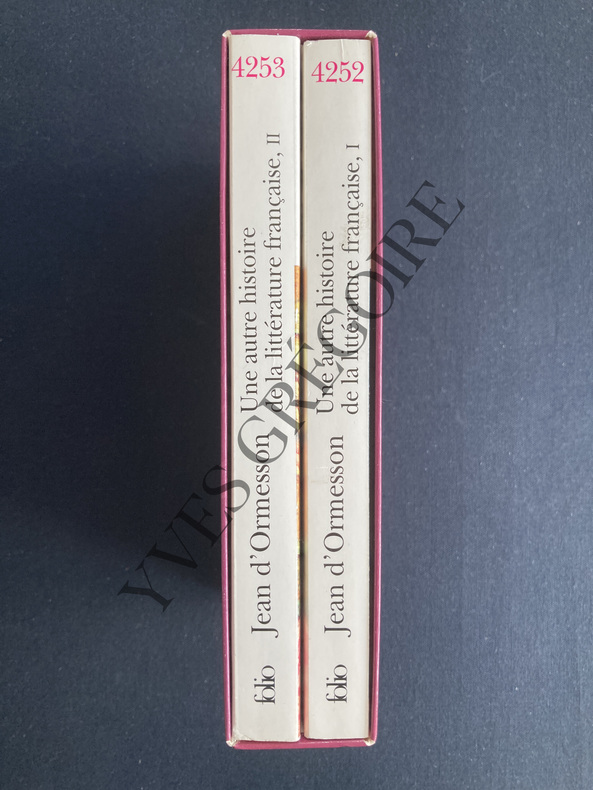 4253
Une autre histoire
de la littérature française, II
Jean d'Ormesson
folio
4252
Une autre histoire
de la littérature française, I
Jean d'Ormesson
folio
YVES GRÉGOIRE